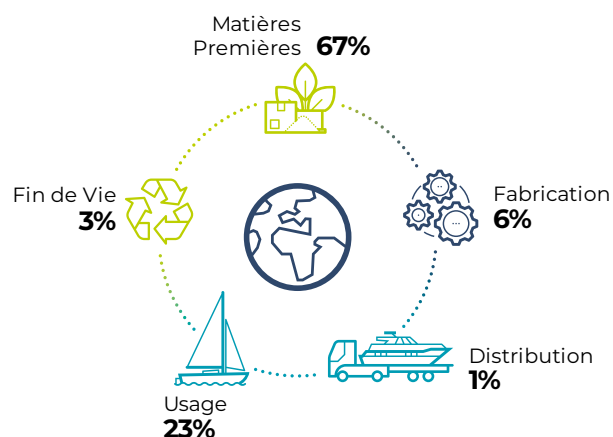 Matières
Premières 67%
Fin de Vie
3%
Fabrication
6%
Distribution
1%
Usage
23%